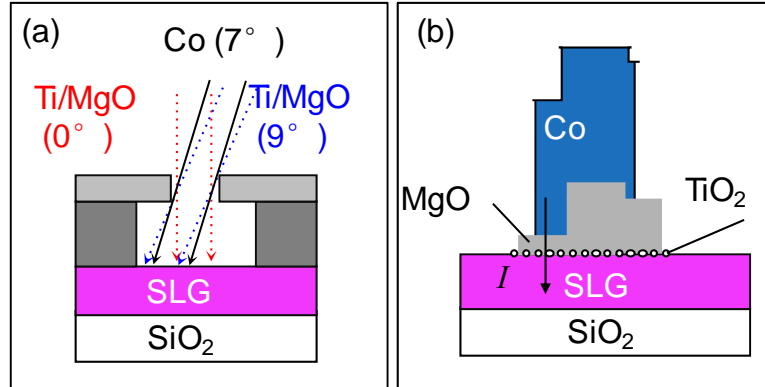 (a)
Co (7°)
Ti/MgO
(0°)
Ti/MgO
(9°)
SLG
SiO₂
(b)
Co
MgO
TiO₂
I
SLG
SiO₂